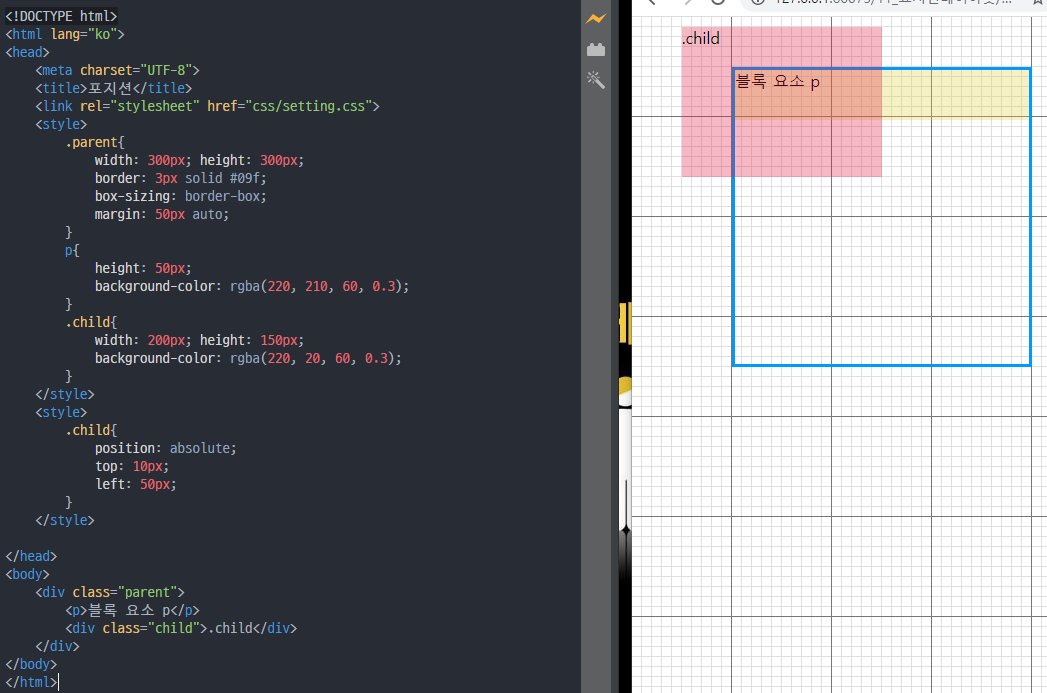 <!DOCTYPE html>
<html lang="ko">
<head>
    <meta charset="UTF-8">
    <title>포지션</title>
    <link rel="stylesheet" href="css/setting.css">
    <style>
        .parent{
            width: 300px; height: 300px;
            border: 3px solid #09f;
            box-sizing: border-box;
            margin: 50px auto;
        }
        p{
            height: 50px;
            background-color: rgba(220, 210, 60, 0.3);
        }
        .child{
            width: 200px; height: 150px;
            background-color: rgba(220, 20, 60, 0.3);
        }
    </style>
    <style>
        .child{
            position: absolute;
            top: 10px;
            left: 50px;
        }
    </style>

</head>
<body>
    <div class="parent">
        <p>블록 요소 p</p>
        <div class="child">.child</div>
    </div>
</body>
</html>
.child
블록 요소 p